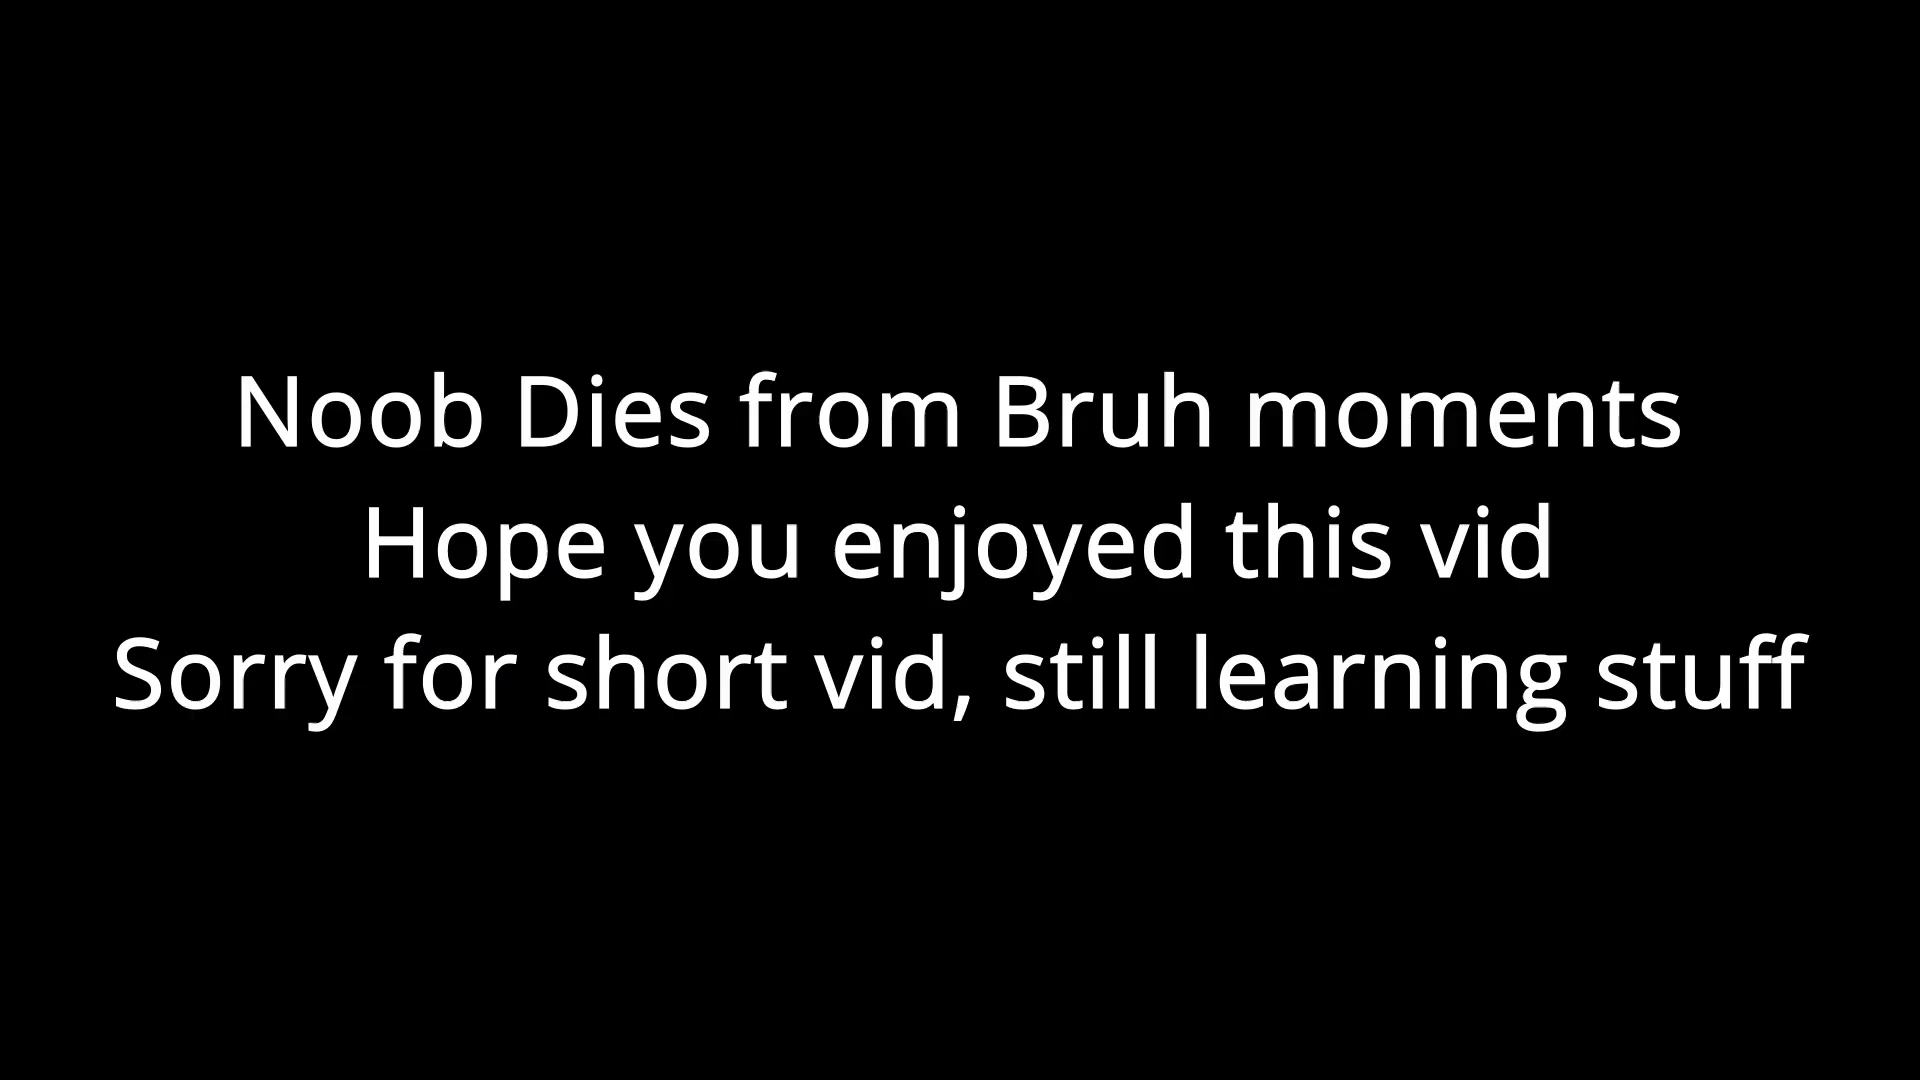 Noob Dies from Bruh moments
Hope you enjoyed this vid
Sorry for short vid, still learning stuff